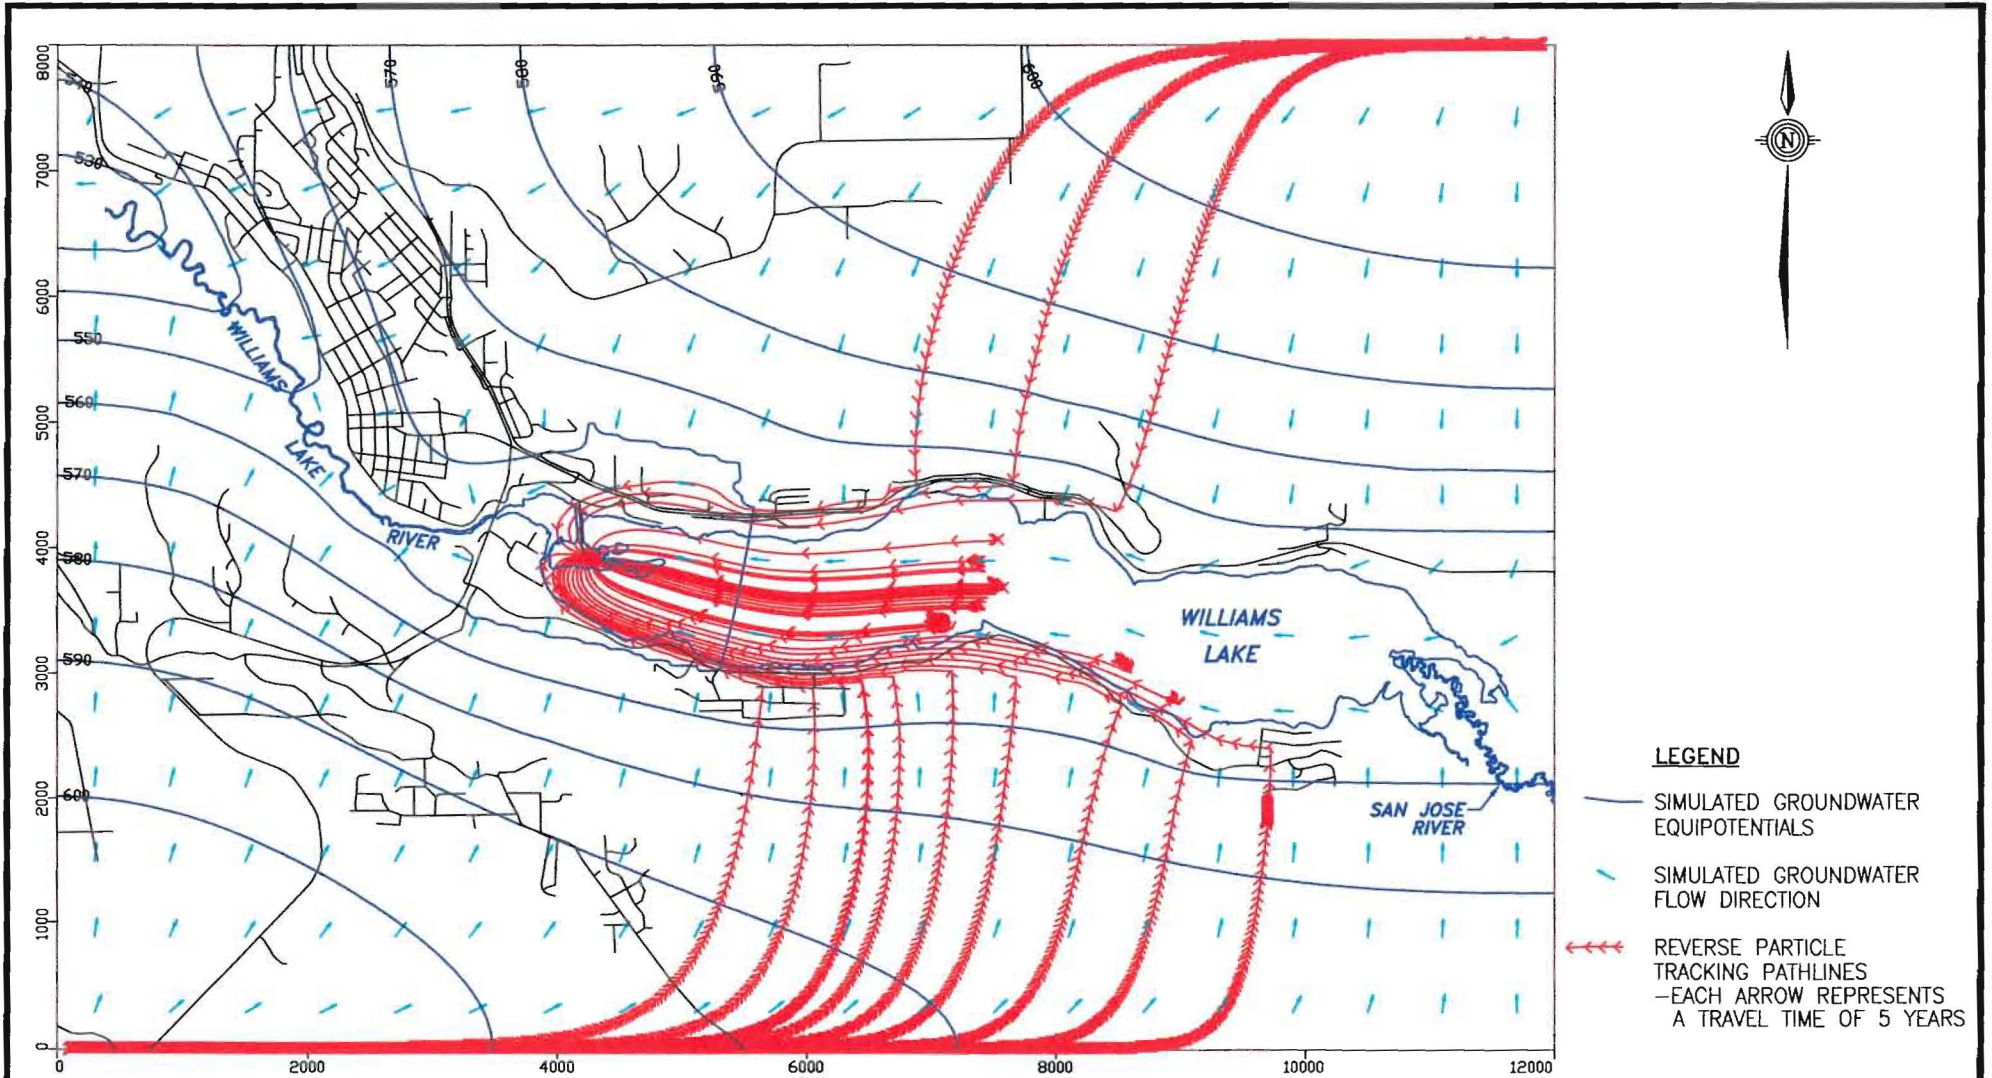 8000
7000
6000
5000
4000
3000
2000
1000
0
0
2000
4000
6000
8000
10000
12000
570
580
590
600
530
550
560
570
580
590
600
WILLIAMS
LAKE
RIVER
WILLIAMS
LAKE
SAN JOSE
RIVER
N
LEGEND
SIMULATED GROUNDWATER
EQUIPOTENTIALS
SIMULATED GROUNDWATER
FLOW DIRECTION
REVERSE PARTICLE
TRACKING PATHLINES
-EACH ARROW REPRESENTS
A TRAVEL TIME OF 5 YEARS